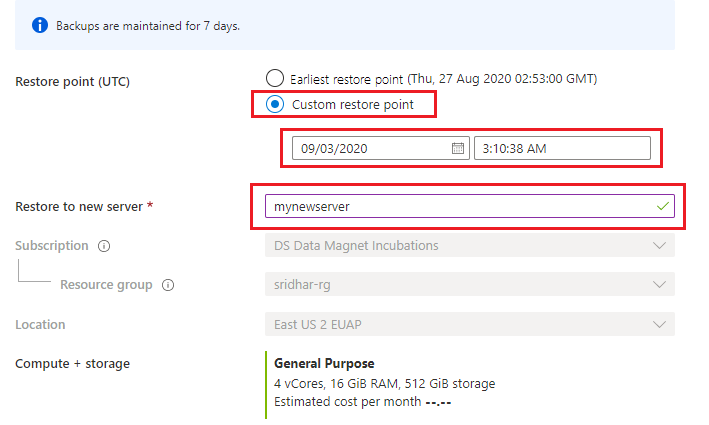 Backups are maintained for 7 days.
Restore point (UTC)
Earliest restore point (Thu, 27 Aug 2020 02:53:00 GMT)
Custom restore point
09/03/2020
3:10:38 AM
Restore to new server *
mynewserver
Subscription
DS Data Magnet Incubations
Resource group
sridhar-rg
Location
East US 2 EUAP
Compute + storage
General Purpose
4 vCores, 16 GiB RAM, 512 GiB storage
Estimated cost per month --.--